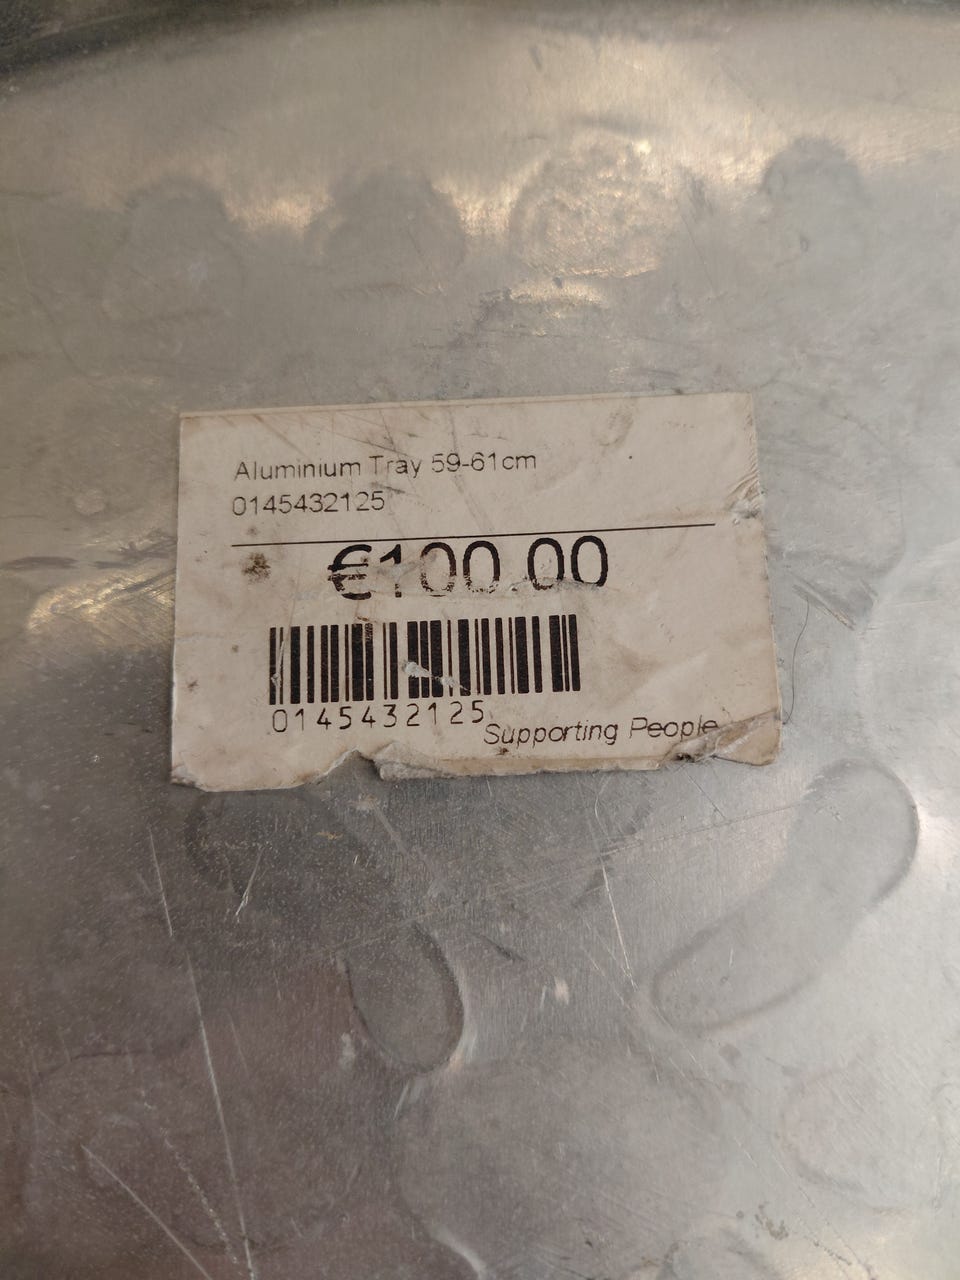 Aluminium Tray 59-61cm
0145432125
€100.00
0145432125
Supporting People